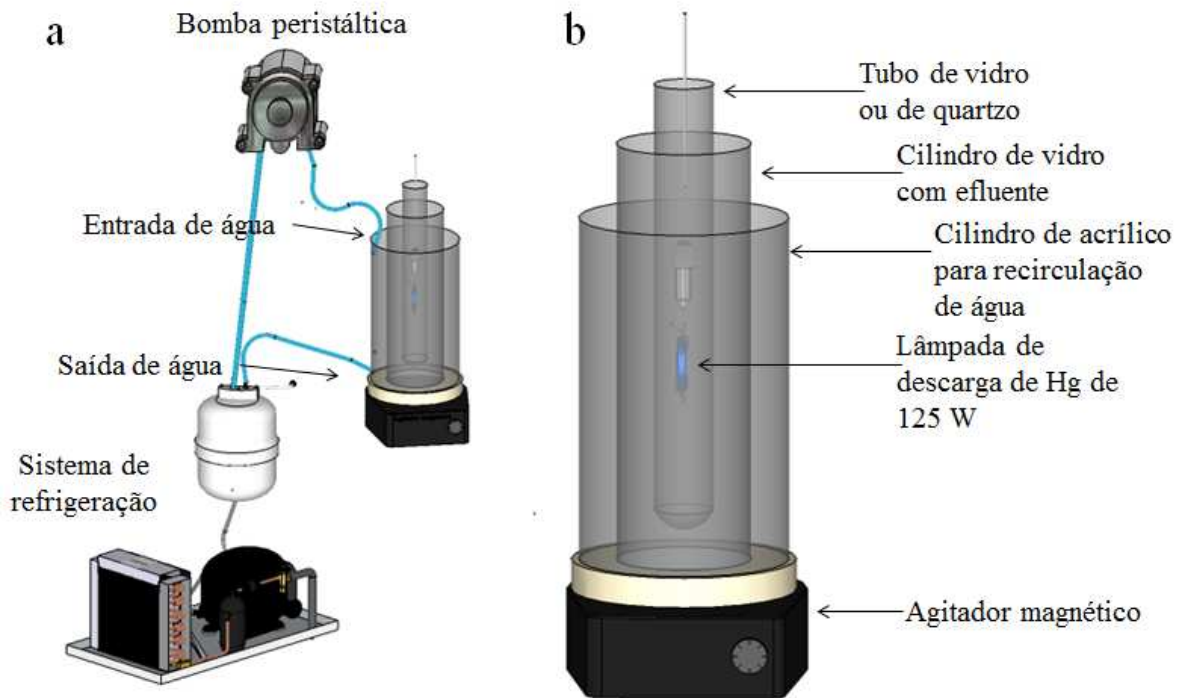 a
Bomba peristáltica
Entrada de água
Saída de água
Sistema de
refrigeração
b
Tubo de vidro
ou de quartzo
Cilindro de vidro
com efluente
Cilindro de acrílico
para recirculação
de água
Lâmpada de
descarga de Hg de
125 W
Agitador magnético